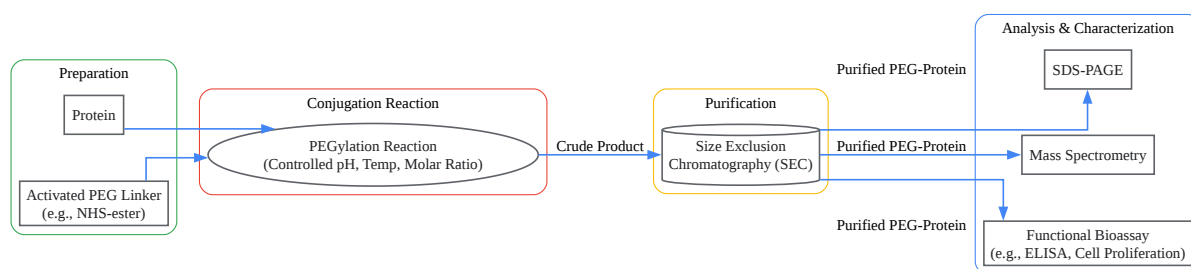 Preparation
Protein
Activated PEG Linker
(e.g., NHS-ester)
Conjugation Reaction
PEGylation Reaction
(Controlled pH, Temp, Molar Ratio)
Crude Product
Purification
Size Exclusion
Chromatography (SEC)
Purified PEG-Protein
Purified PEG-Protein
Purified PEG-Protein
Analysis & Characterization
SDS-PAGE
Mass Spectrometry
Functional Bioassay
(e.g., ELISA, Cell Proliferation)